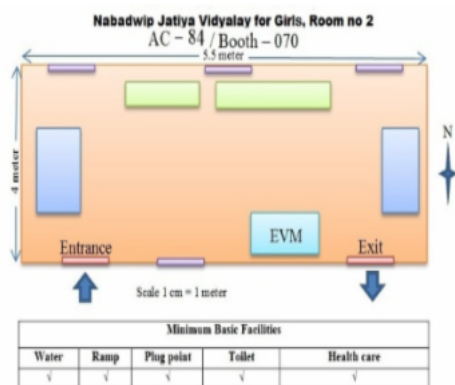 Nabadwip Jatiya Vidyalay for Girls, Room no 2
AC - 84 / Booth - 070
5.5 meter
4 meter
N
Entrance
EVM
Exit
Scale 1 cm = 1 meter
Minimum Basic Facilities
Water Ramp Plug point Toilet Health care
√ √ √ √ √